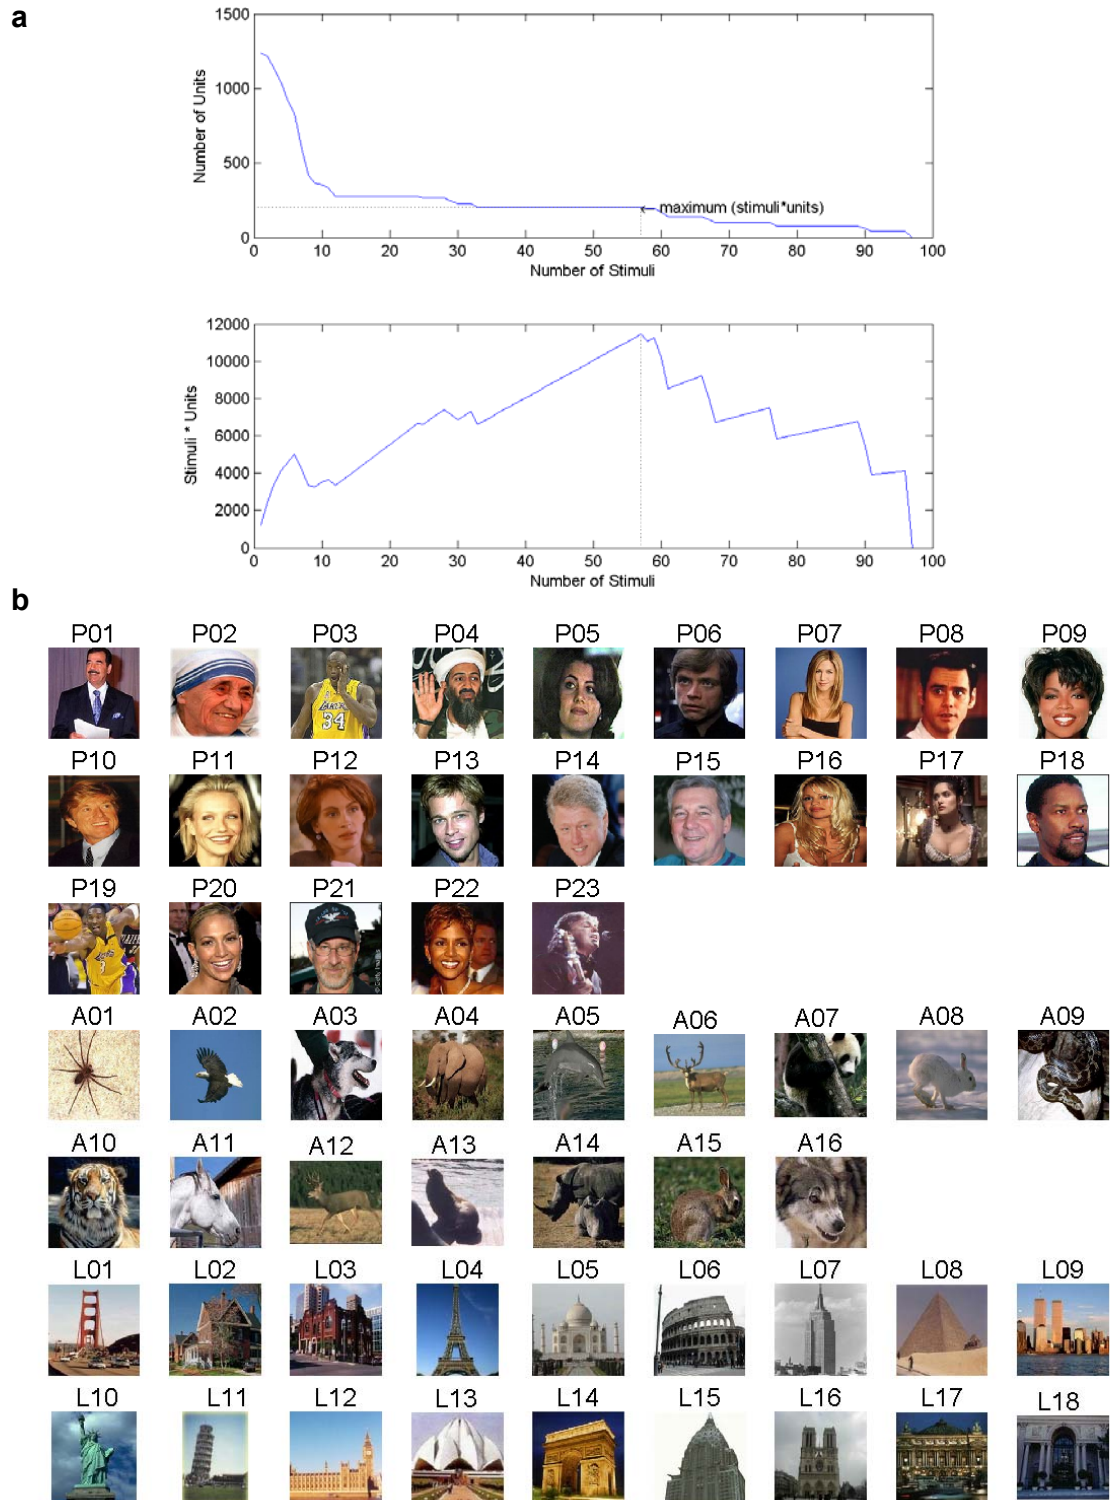 a
1500
1000
500
0
Number of Units
maximum (stimuli*units)
0 10 20 30 40 50 60 70 80 90 100
Number of Stimuli
12000
10000
8000
6000
4000
2000
0
Stimuli * Units
0 10 20 30 40 50 60 70 80 90 100
Number of Stimuli
b
P01 P02 P03 P04 P05 P06 P07 P08 P09
LAKERS
34
P10 P11 P12 P13 P14 P15 P16 P17 P18
P19 P20 P21 P22 P23
A01 A02 A03 A04 A05 A06 A07 A08 A09
A10 A11 A12 A13 A14 A15 A16
L01 L02 L03 L04 L05 L06 L07 L08 L09
L10 L11 L12 L13 L14 L15 L16 L17 L18